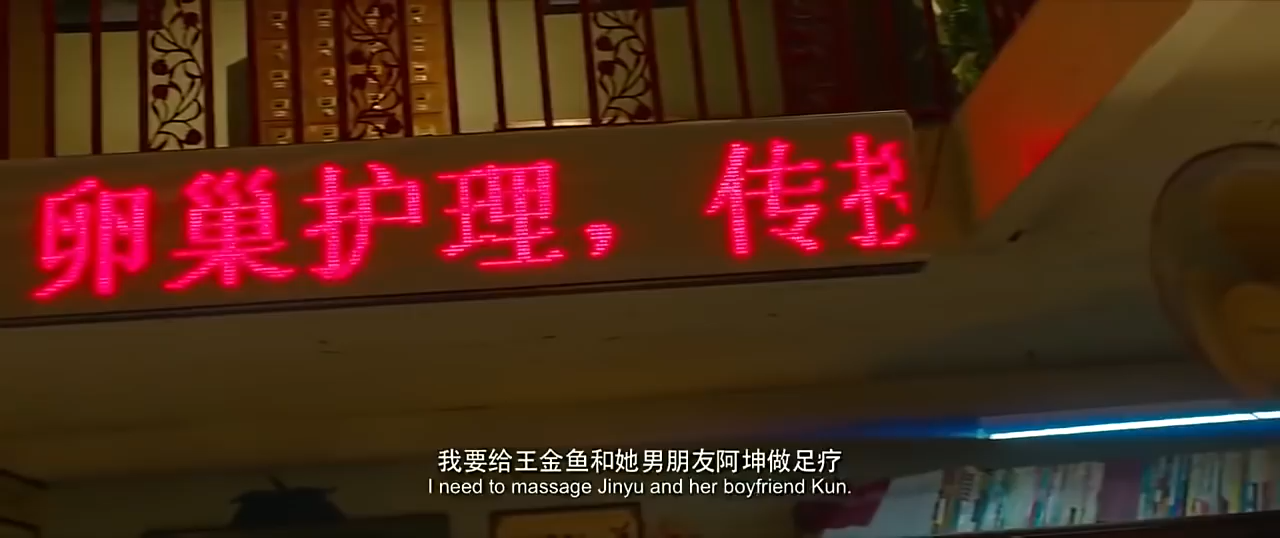 卵巢护理，传
我要给王金鱼和她男朋友阿坤做足疗
I need to massage Jinyu and her boyfriend Kun.